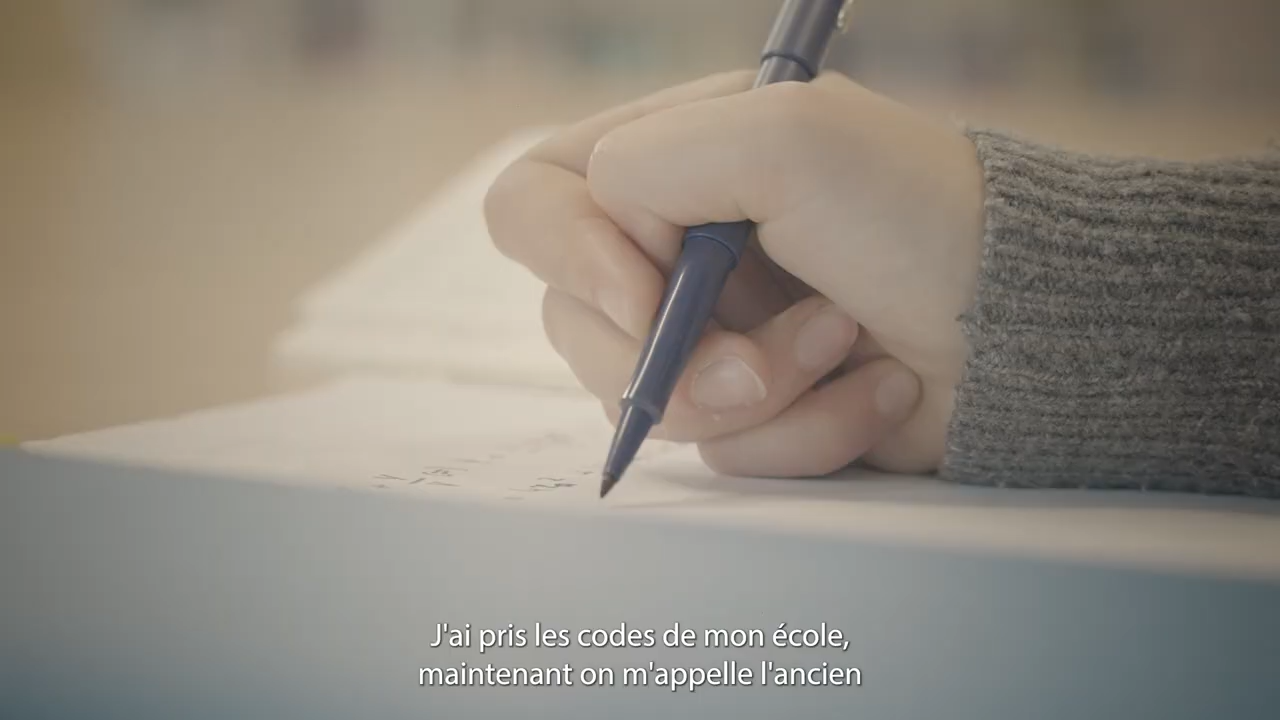 J'ai pris les codes de mon école,
maintenant on m'appelle l'ancien